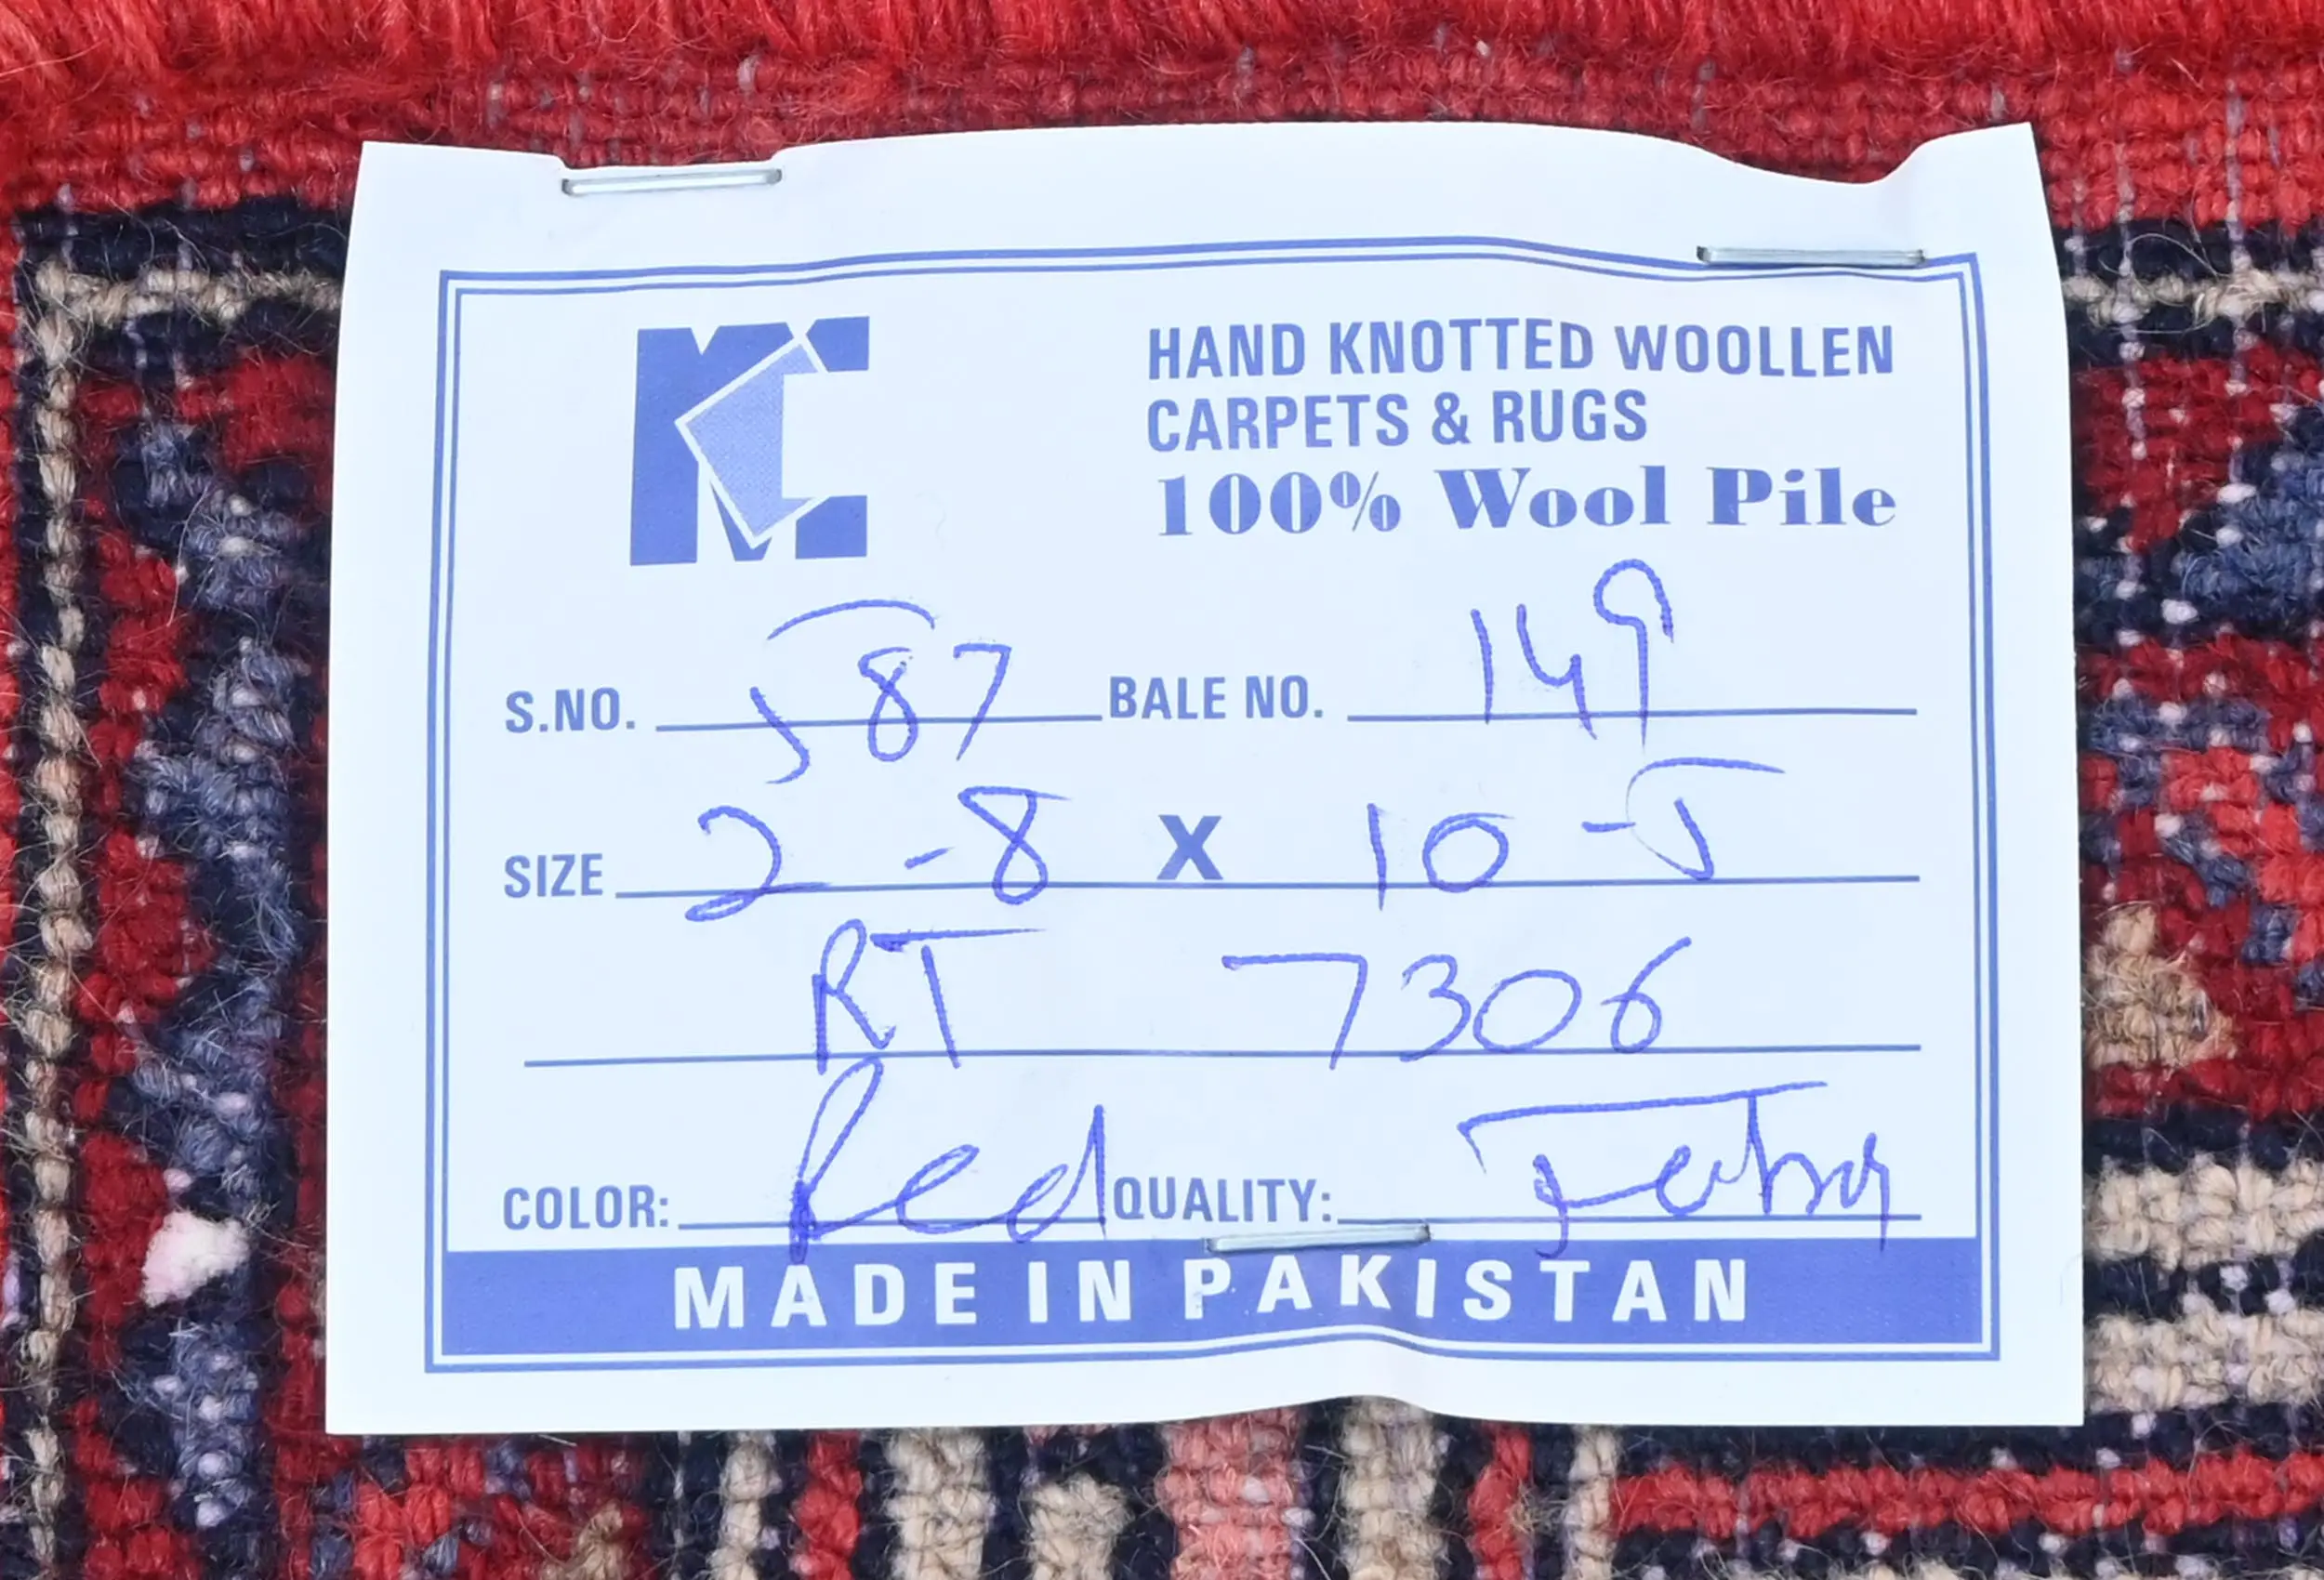 MC
HAND KNOTTED WOOLLEN
CARPETS & RUGS
100% Wool Pile
S.NO. 587 BALE NO. 149
SIZE 2-8 X 10-5
RT 7306
COLOR: Red QUALITY:
MADE IN PAKISTAN